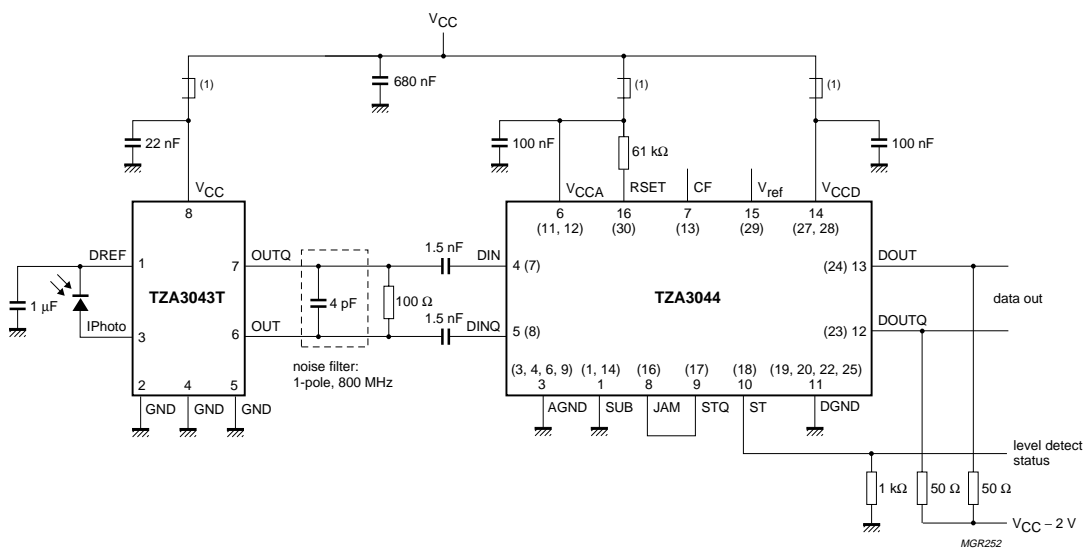 VCC
(1)
680 nF
(1)
(1)
22 nF
100 nF
61 kΩ
100 nF
VCC
VCCA
RSET
CF
Vref
VCCD
8
6
16
7
15
14
(11, 12)
(30)
(13)
(29)
(27, 28)
DREF
1
7
OUTQ
1.5 nF
DIN
4 (7)
(24) 13
DOUT
1 μF
TZA3043T
4 pF
100 Ω
TZA3044
data out
1.5 nF
IPhoto
3
6
OUT
DINQ
5 (8)
(23) 12
DOUTQ
noise filter:
1-pole, 800 MHz
(3, 4, 6, 9)
(1, 14)
(16)
(17)
(18)
(19, 20, 22, 25)
2
4
5
3
1
8
9
10
11
GND
GND
GND
AGND
SUB
JAM
STQ
ST
DGND
level detect
status
1 kΩ
50 Ω
50 Ω
VCC – 2 V
MGR252